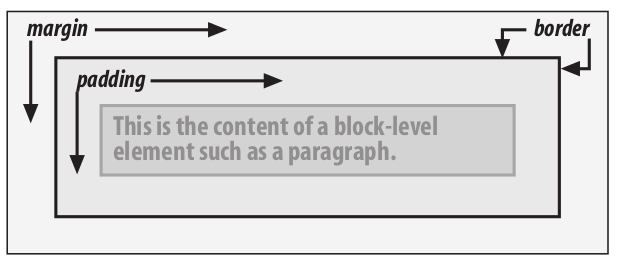 margin
border
padding
This is the content of a block-level
element such as a paragraph.